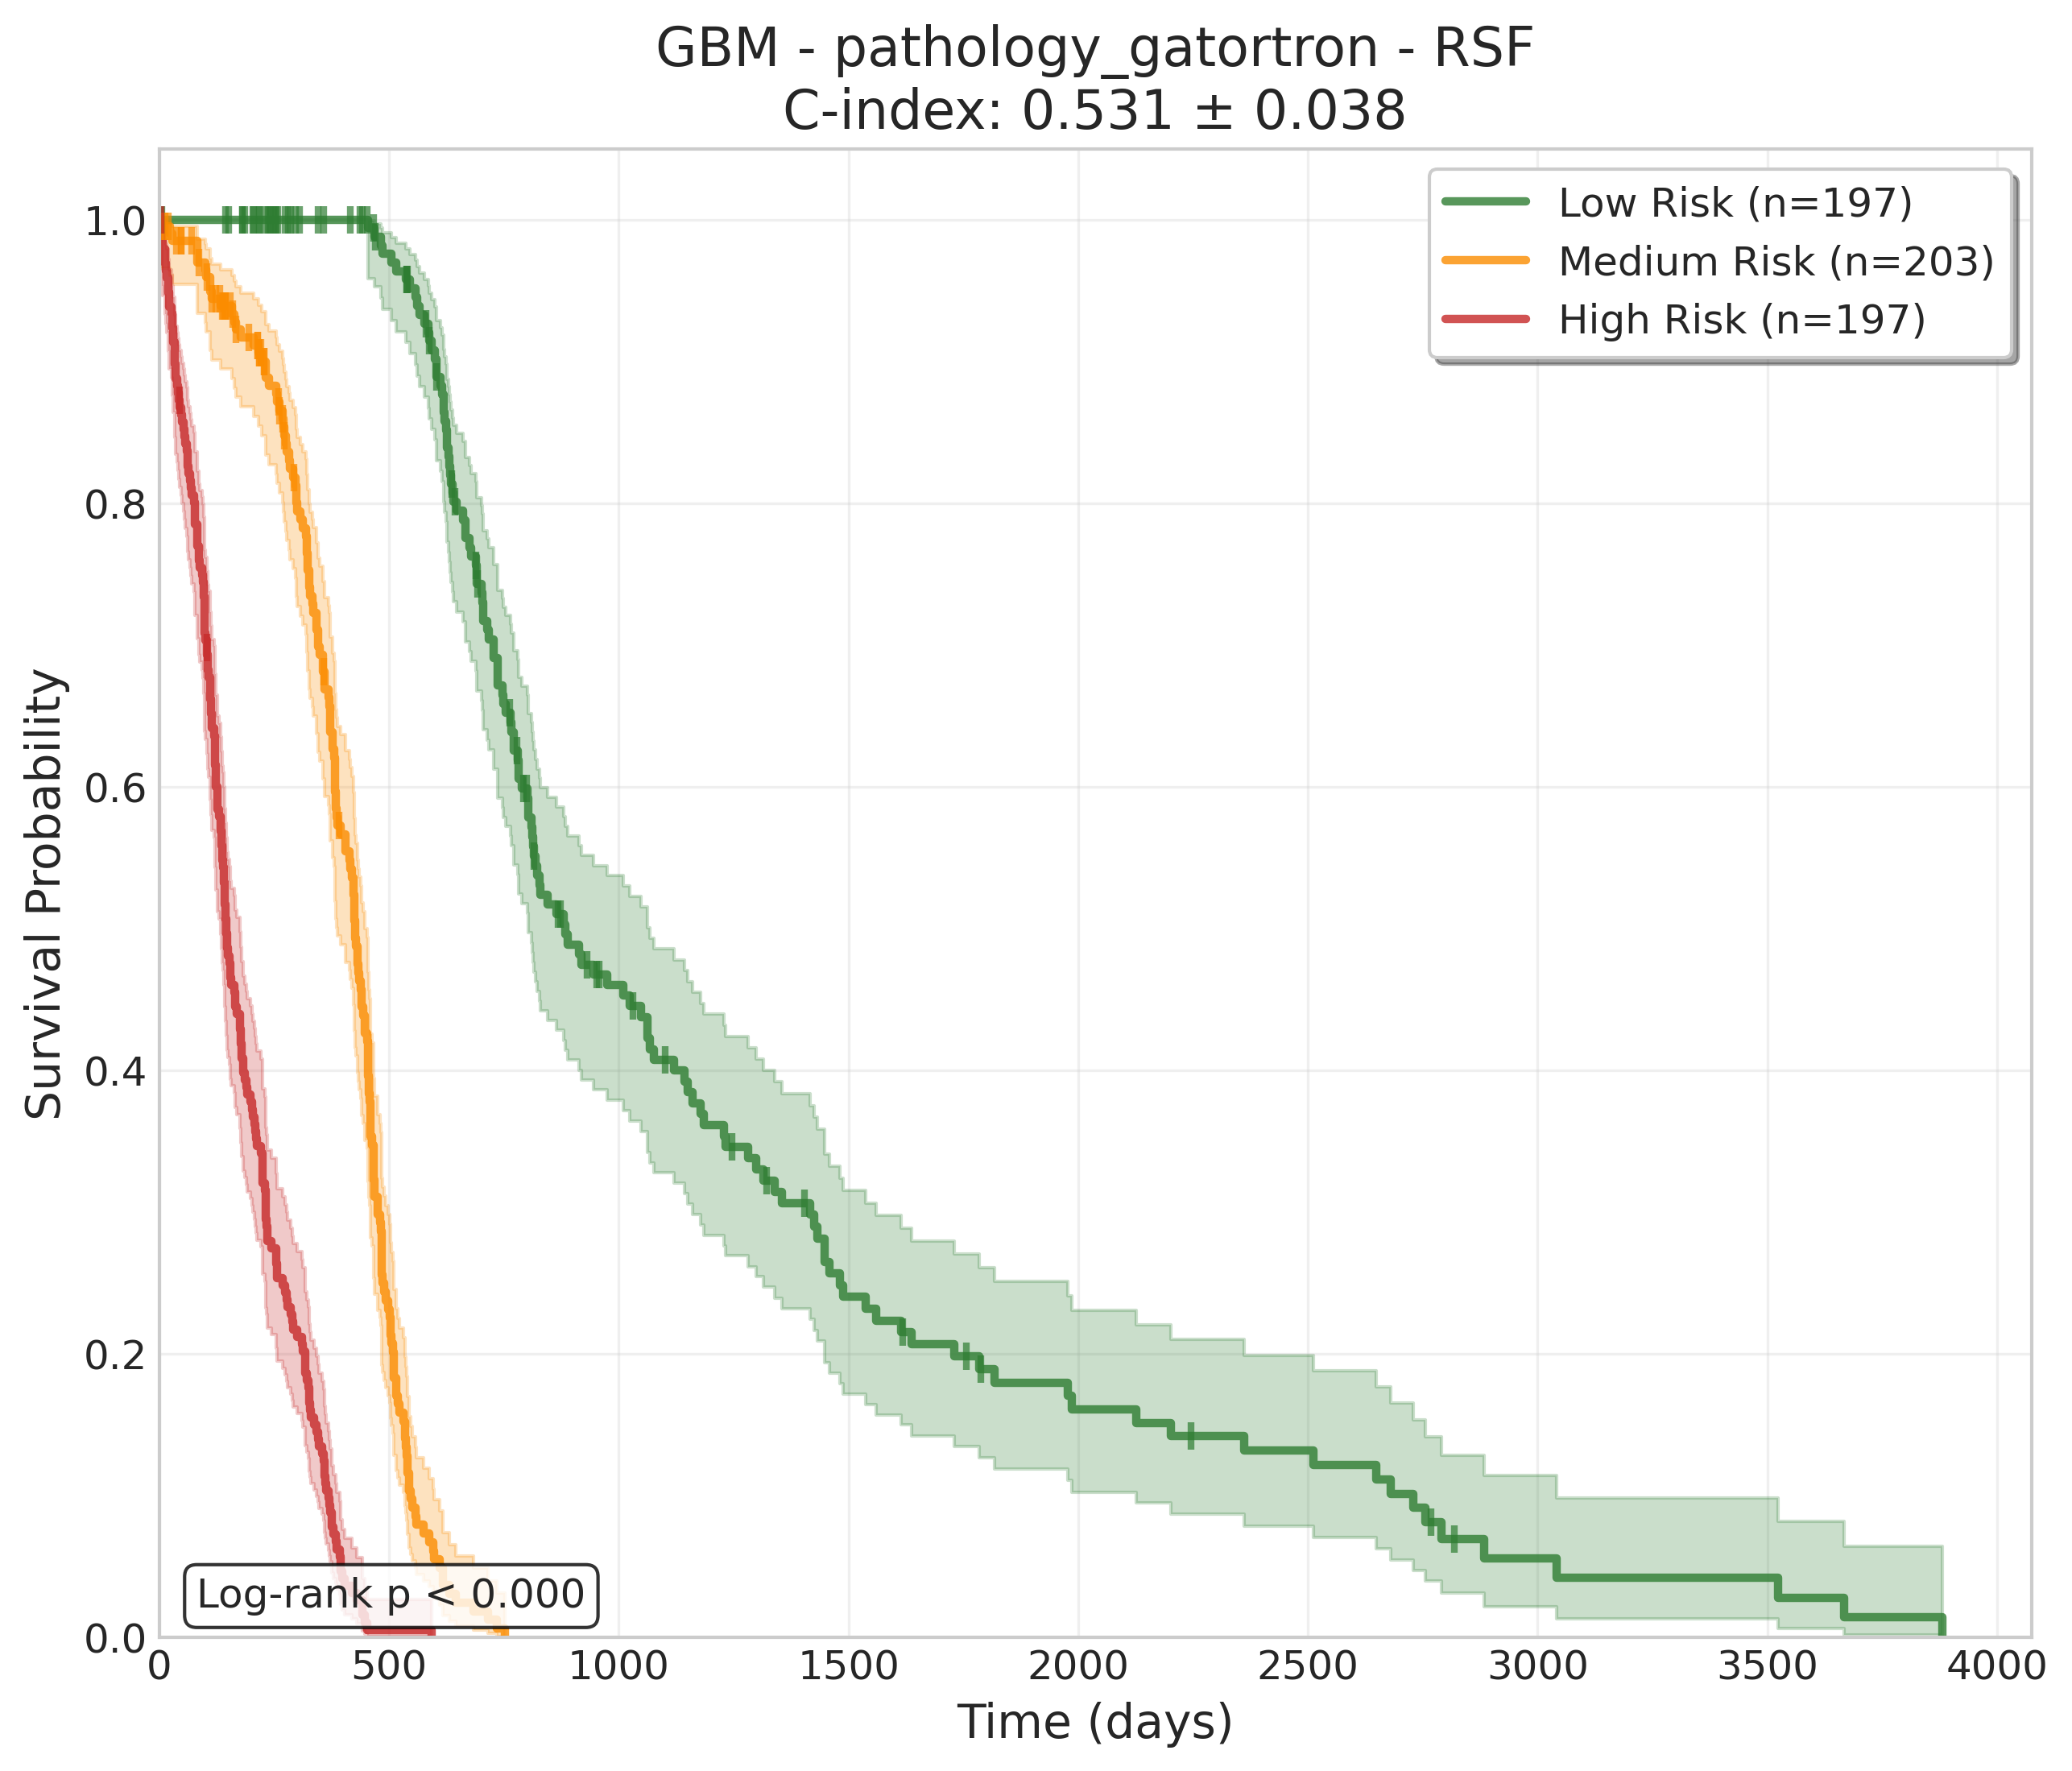 GBM - pathology_gatortron - RSF
C-index: 0.531 ± 0.038
Low Risk (n=197)
Medium Risk (n=203)
High Risk (n=197)
Survival Probability
1.0
0.8
0.6
0.4
0.2
0.0
Log-rank p < 0.000
0 500 1000 1500 2000 2500 3000 3500 4000
Time (days)